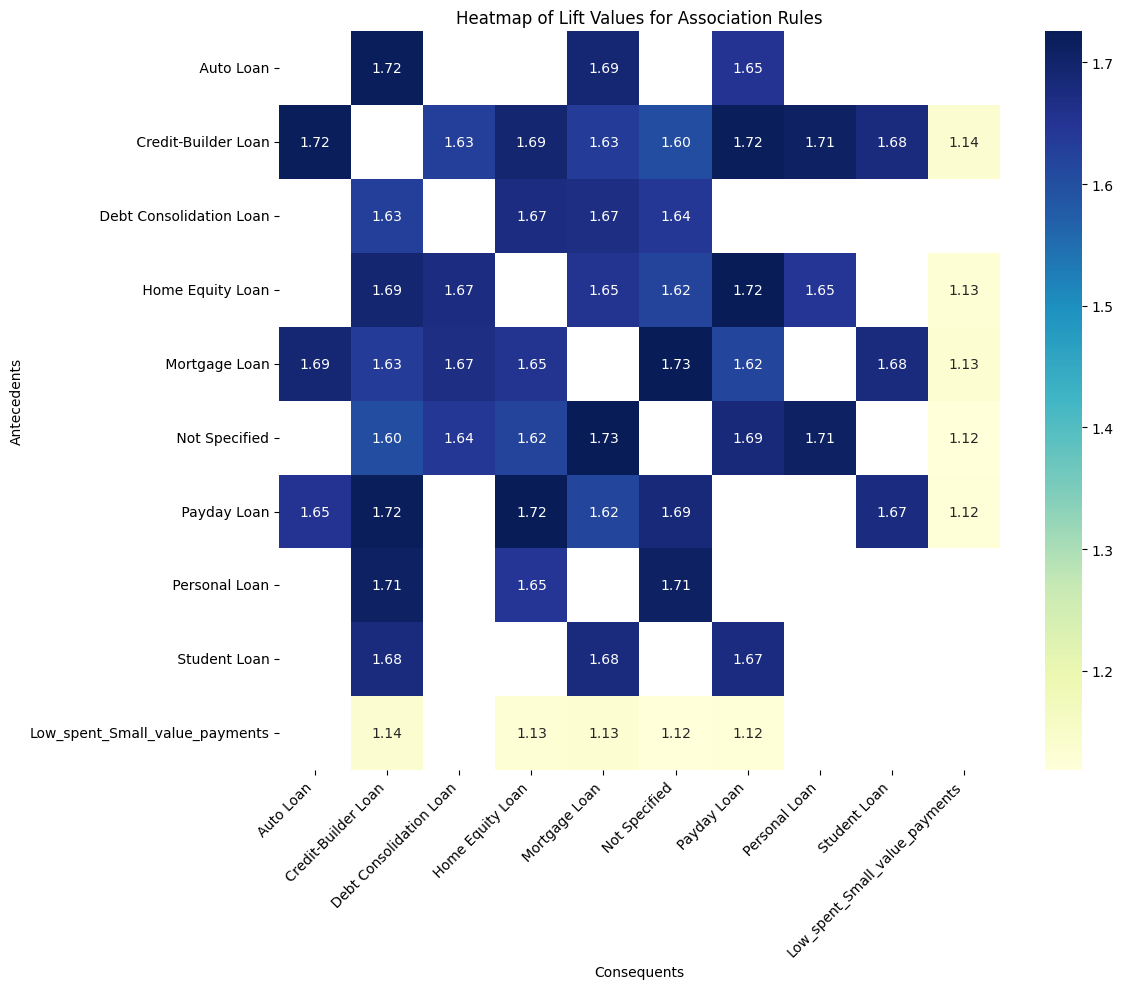 Heatmap of Lift Values for Association Rules
Auto Loan 1.72 1.69 1.65
Credit-Builder Loan 1.72 1.63 1.69 1.63 1.60 1.72 1.71 1.68 1.14
Debt Consolidation Loan 1.63 1.67 1.67 1.64
Home Equity Loan 1.69 1.67 1.65 1.62 1.72 1.65 1.13
Mortgage Loan 1.69 1.63 1.67 1.65 1.73 1.62 1.68 1.13
Not Specified 1.60 1.64 1.62 1.73 1.69 1.71 1.12
Payday Loan 1.65 1.72 1.72 1.62 1.69 1.67 1.12
Personal Loan 1.71 1.65 1.71
Student Loan 1.68 1.68 1.67
Low_spent_Small_value_payments 1.14 1.13 1.13 1.12 1.12
Antecedents
Auto Loan
Credit-Builder Loan
Debt Consolidation Loan
Home Equity Loan
Mortgage Loan
Not Specified
Payday Loan
Personal Loan
Student Loan
Low_spent_Small_value_payments
Consequents
1.7
1.6
1.5
1.4
1.3
1.2